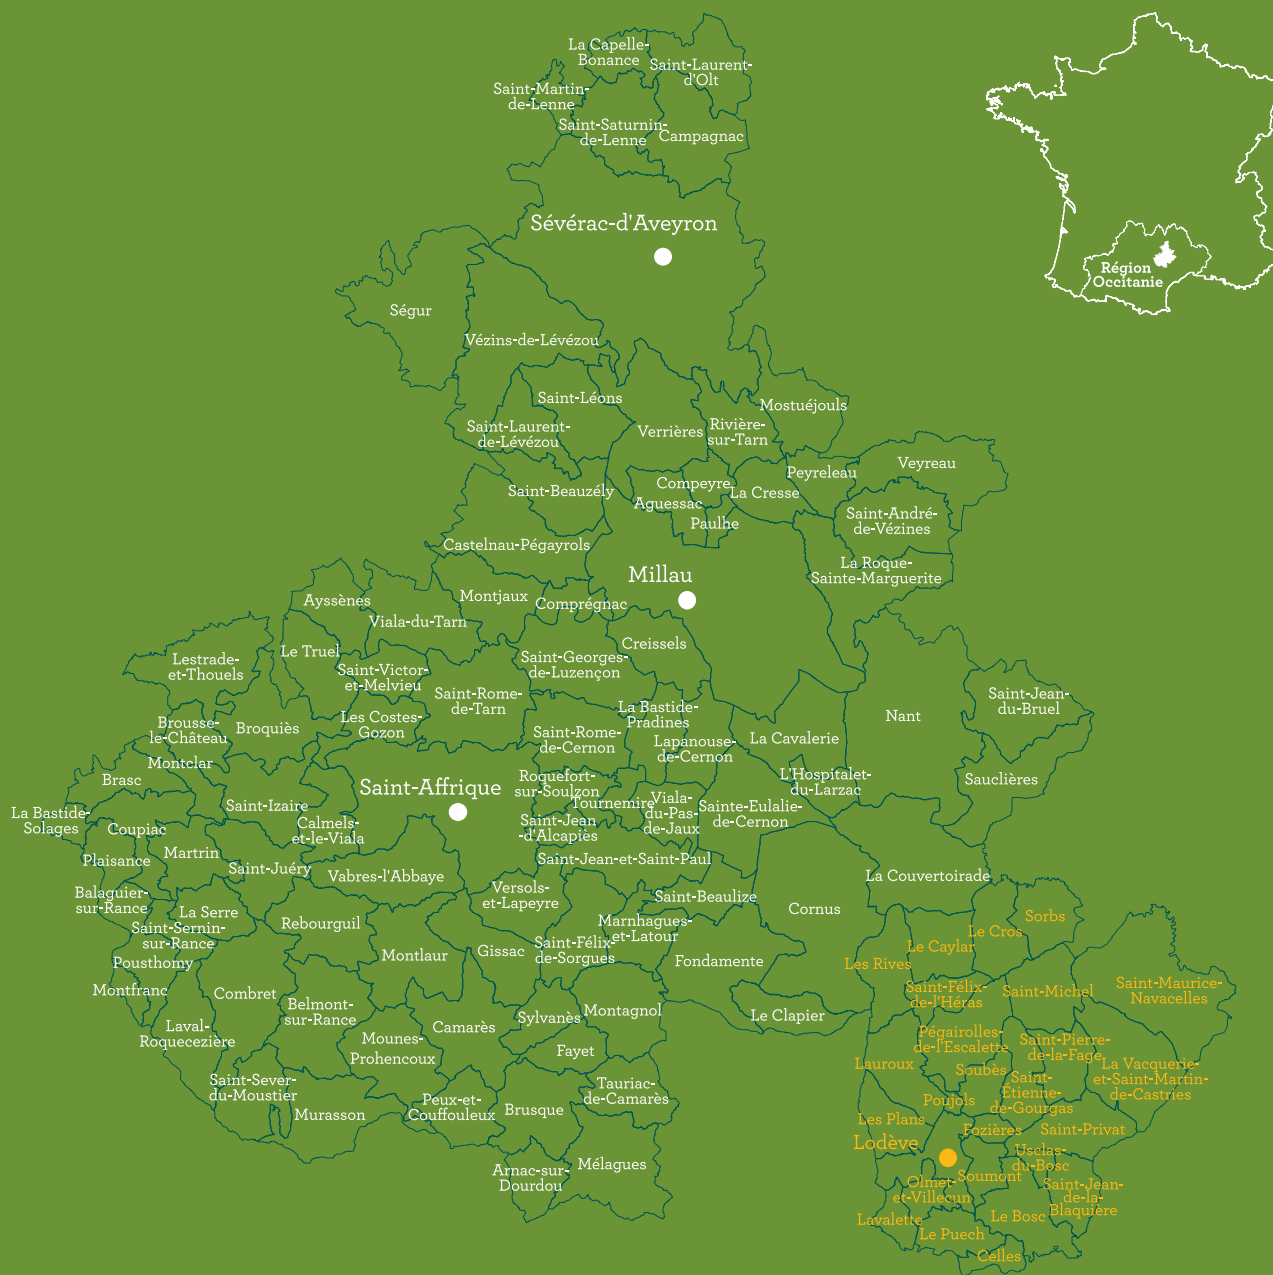 La Capelle-
Bonance
Saint-Laurent-
d'Olt
Saint-Martin-
de-Lenne
Saint-Saturnin-
de-Lenne
Campagnac
Sévérac-d'Aveyron
Région
Occitanie
Ségur
Vézins-de-Lévézou
Saint-Léons
Mostuéjouls
Saint-Laurent-
de-Lévézou
Verrières
Rivière-
sur-Tarn
Veyreau
Peyreleau
Saint-Beauzély
Compeyre
La Cresse
Aguessac
Paulhe
Saint-André-
de-Vézines
Castelnau-Pégayrols
La Roque-
Sainte-Marguerite
Millau
Ayssènes
Montjaux
Comprégnac
Viala-du-Tarn
Creissels
Le Truel
Lestrade-
et-Thouels
Saint-Victor-
et-Melvieu
Saint-Georges-
de-Luzençon
Saint-Rome-
de-Tarn
Saint-Jean-
du-Bruel
La Bastide-
Pradines
Nant
Les Costes-
Gozon
Brousse-
le-Château
Broquiès
Saint-Rome-
de-Cernon
Lapanouse-
de-Cernon
La Cavalerie
Montclar
Brasc
Roquefort-
sur-Soulzon
L'Hospitalet-
du-Larzac
Sauclières
Saint-Affrique
Tournemire
Viala-
du-Pas-
de-Jaux
Sainte-Eulalie-
de-Cernon
La Bastide-
Solages
Saint-Izaire
Calmels-
et-le-Viala
Saint-Jean
-d'Alcapiès
Coupiac
Plaisance
Martrin
Saint-Juéry
Vabres-l'Abbaye
Saint-Jean-et-Saint-Paul
La Couvertoirade
Balaguier-
sur-Rance
Versols-
et-Lapeyre
Saint-Beaulize
Cornus
La Serre
Saint-Sernin-
sur-Rance
Rebourguil
Marnhagues-
et-Latour
Sorbs
Le Cros
Le Caylar
Saint-Félix-
de-Sorgues
Gissac
Montlaur
Fondamente
Les Rives
Pousthomy
Montfranc
Combret
Belmont-
sur-Rance
Saint-Félix-
de-l'Héras
Saint-Michel
Saint-Maurice-
Navacelles
Le Clapier
Montagnol
Sylvanès
Camarès
Laval-
Roquecezière
Mounes-
Prohencoux
Fayet
Pégairolles-
de-l'Escalette
Saint-Pierre-
de-la-Fage
Lauroux
Soubès
La Vacquerie-
et-Saint-Martin-
de-Castries
Saint-
Étienne-
de-Gourgas
Saint-Sever-
du-Moustier
Murasson
Peux-et-
Couffouleux
Brusque
Tauriac-
de-Camarès
Poujols
Les Plans
Fozières
Saint-Privat
Lodève
Usclas-
du-Bosc
Arnac-sur-
Dourdou
Mélagues
Soumont
Olmet-
et-Villecun
Saint-Jean-
de-la-
Blaquière
Lavalette
Le Bosc
Le Puech
Celles